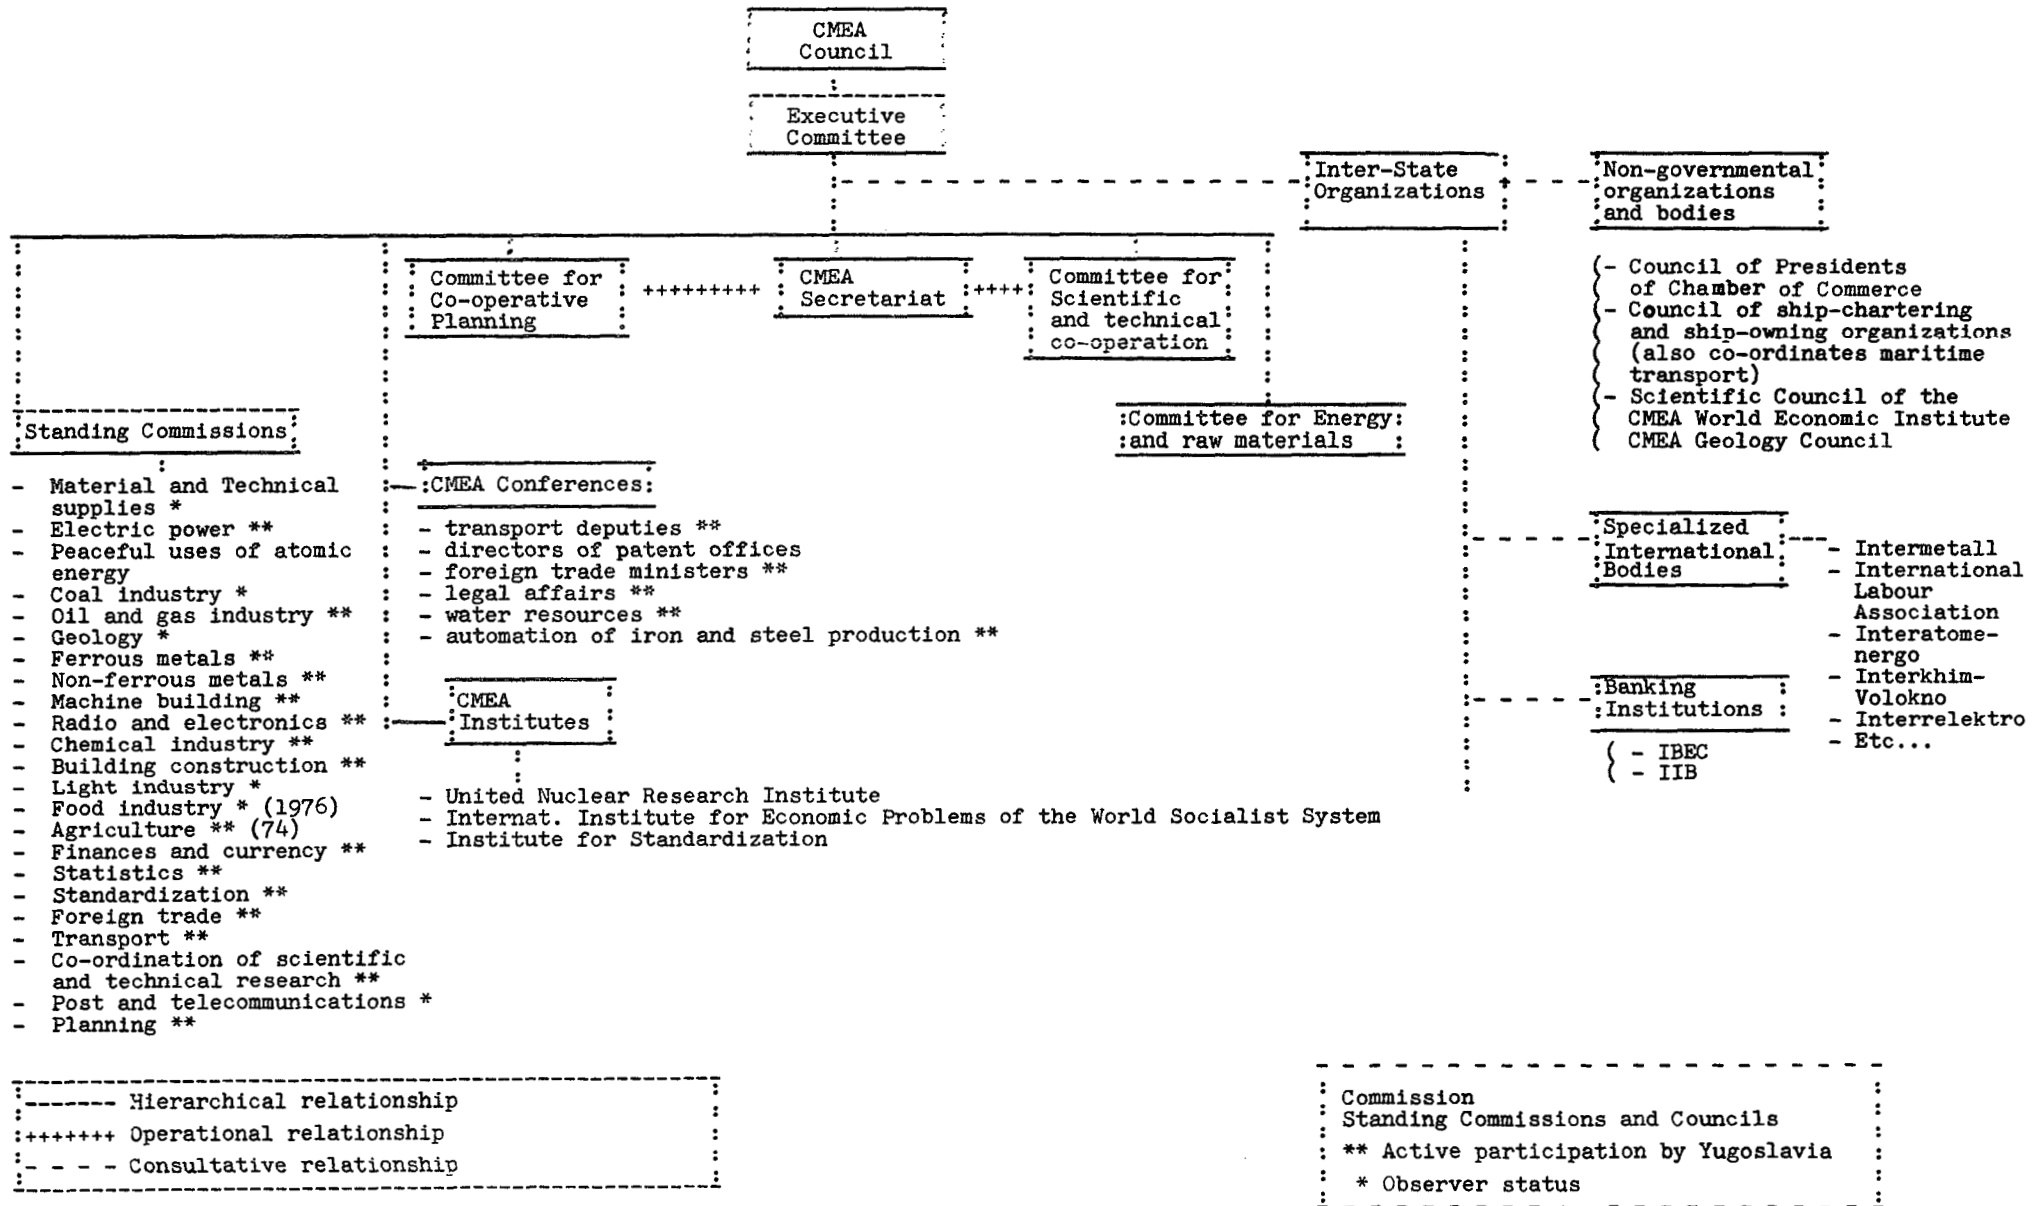 CMEA
Council
Executive
Committee
Inter-State
Organizations
Non-governmental
organizations
and bodies
(- Council of Presidents
of Chamber of Commerce
- Council of ship-chartering
and ship-owning organizations
(also co-ordinates maritime
transport)
- Scientific Council of the
CMEA World Economic Institute
CMEA Geology Council
Committee for
Co-operative
Planning
+++++++++
CMEA
Secretariat
++++
Committee for
Scientific
and technical
co-operation
Committee for Energy
and raw materials
Standing Commissions
- Material and Technical
supplies *
- Electric power **
- Peaceful uses of atomic
energy
- Coal industry *
- Oil and gas industry **
- Geology *
- Ferrous metals **
- Non-ferrous metals **
- Machine building **
- Radio and electronics **
- Chemical industry **
- Building construction **
- Light industry *
- Food industry * (1976)
- Agriculture ** (74)
- Finances and currency **
- Statistics **
- Standardization **
- Foreign trade **
- Transport **
- Co-ordination of scientific
and technical research **
- Post and telecommunications *
- Planning **
CMEA Conferences
- transport deputies **
- directors of patent offices
- foreign trade ministers **
- legal affairs **
- water resources **
- automation of iron and steel production **
CMEA
Institutes
- United Nuclear Research Institute
- Internat. Institute for Economic Problems of the World Socialist System
- Institute for Standardization
Specialized
International
Bodies
- Intermetall
- International
Labour
Association
- Interatome-
nergo
- Interkhim-
Volokno
- Interrelektro
- Etc...
Banking
Institutions
( - IBEC
( - IIB
------- Hierarchical relationship
+++++++ Operational relationship
- - - - Consultative relationship
Commission
Standing Commissions and Councils
** Active participation by Yugoslavia
* Observer status